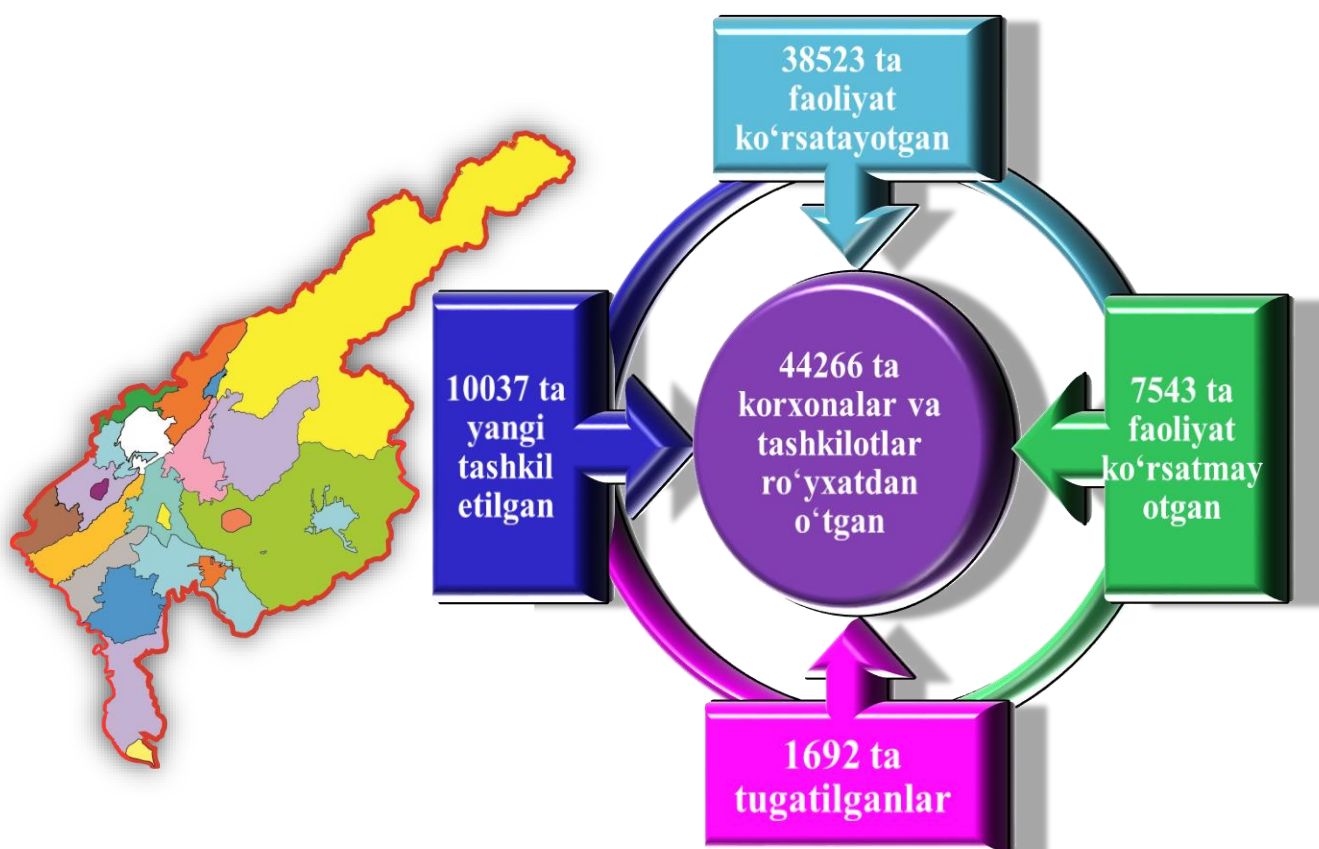 38523 ta
faoliyat
ko‘rsatayotgan
10037 ta
yangi
tashkil
etilgan
44266 ta
korxonalar va
tashkilotlar
ro‘yxatdan
o‘tgan
7543 ta
faoliyat
ko‘rsatmay
otgan
1692 ta
tugatilganlar